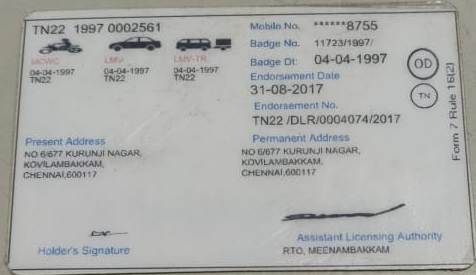 TN22 1997 0002561
MCWG LMV LMV-TR
04-04-1997 04-04-1997 04-04-1997
TN22 TN22 TN22
Mobile No. ******8755
Badge No. 11723/1997/
Badge Dt: 04-04-1997
Endorsement Date
31-08-2017
Endorsement No.
TN22 /DLR/0004074/2017
OD
TN
Form 7 Rule 16(2)
Present Address
NO 6/677 KURUNJI NAGAR,
KOVILAMBAKKAM,
CHENNAI,600117
Permanent Address
NO 6/677 KURUNJI NAGAR,
KOVILAMBAKKAM,
CHENNAI,600117
Holder's Signature
Assistant Licensing Authority
RTO, MEENAMBAKKAM